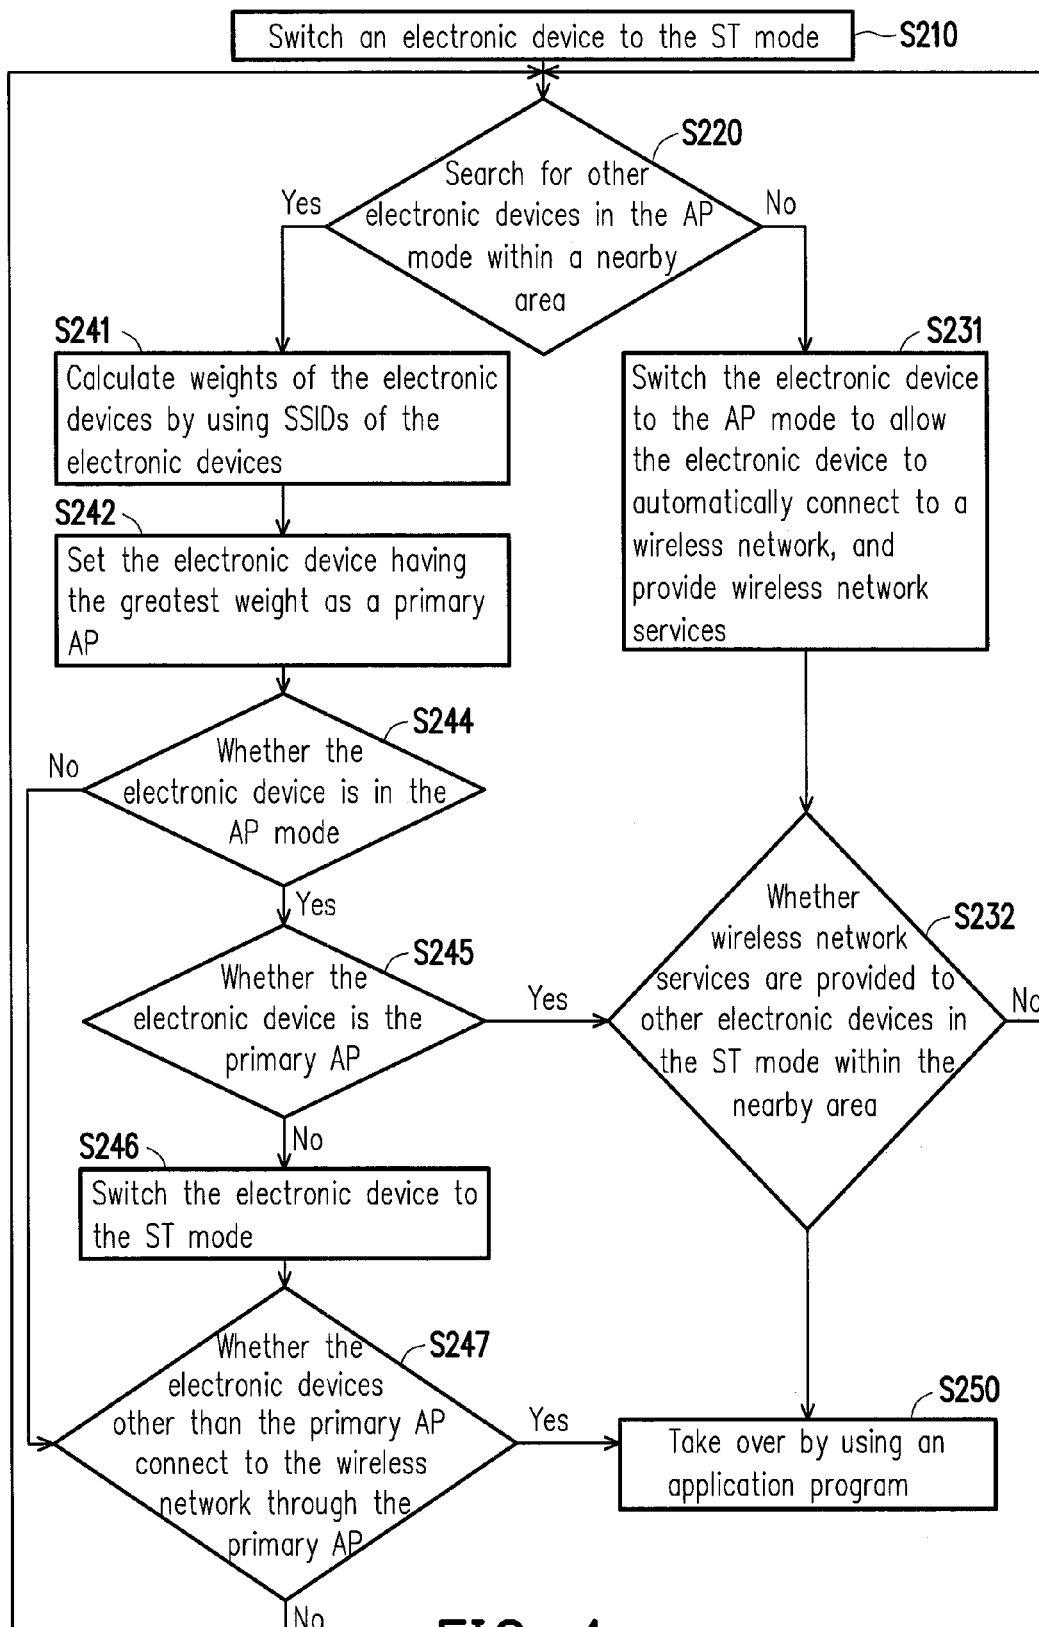 Switch an electronic device to the ST mode
S210
S220
Search for other
electronic devices in the AP
mode within a nearby
area
Yes
No
S241
Calculate weights of the electronic
devices by using SSIDs of the
electronic devices
S231
Switch the electronic device
to the AP mode to allow
the electronic device to
automatically connect to a
wireless network, and
provide wireless network
services
S242
Set the electronic device having
the greatest weight as a primary
AP
S244
Whether the
electronic device is in the
AP mode
No
Yes
S245
Whether the
electronic device is the
primary AP
Yes
No
S232
Whether
wireless network
services are provided to
other electronic devices in
the ST mode within the
nearby area
No
S246
Switch the electronic device to
the ST mode
S247
Whether the
electronic devices
other than the primary AP
connect to the wireless
network through the
primary AP
Yes
No
S250
Take over by using an
application program